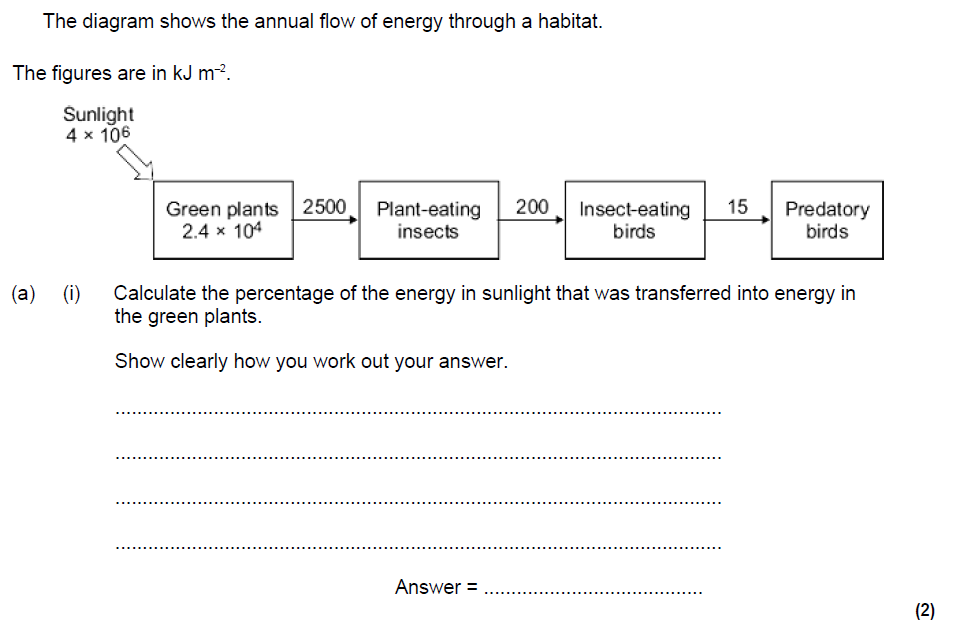 The diagram shows the annual flow of energy through a habitat.
The figures are in kJ m⁻².
Sunlight
4 × 10⁶
Green plants
2.4 × 10⁴
2500
Plant-eating
insects
200
Insect-eating
birds
15
Predatory
birds
(a) (i) Calculate the percentage of the energy in sunlight that was transferred into energy in
the green plants.
Show clearly how you work out your answer.
Answer = ........................................
(2)